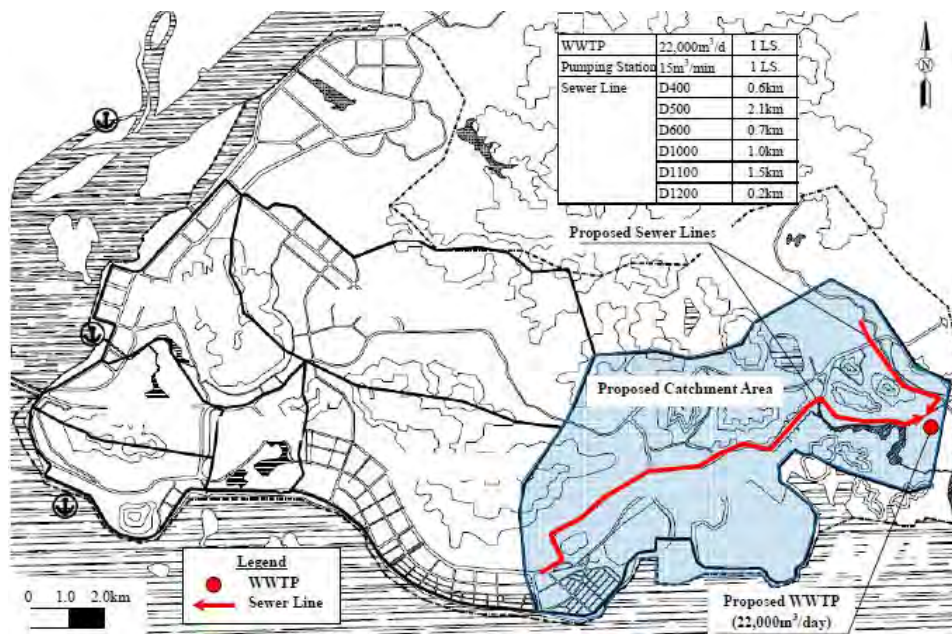 WWTP 22,000m³/d 1 LS.
Pumping Station 15m³/min 1 LS.
Sewer Line D400 0.6km
D500 2.1km
D600 0.7km
D1000 1.0km
D1100 1.5km
D1200 0.2km
N
Proposed Sewer Lines
Proposed Catchment Area
Legend
WWTP
Sewer Line
0 1.0 2.0km
Proposed WWTP
(22,000m³/day)